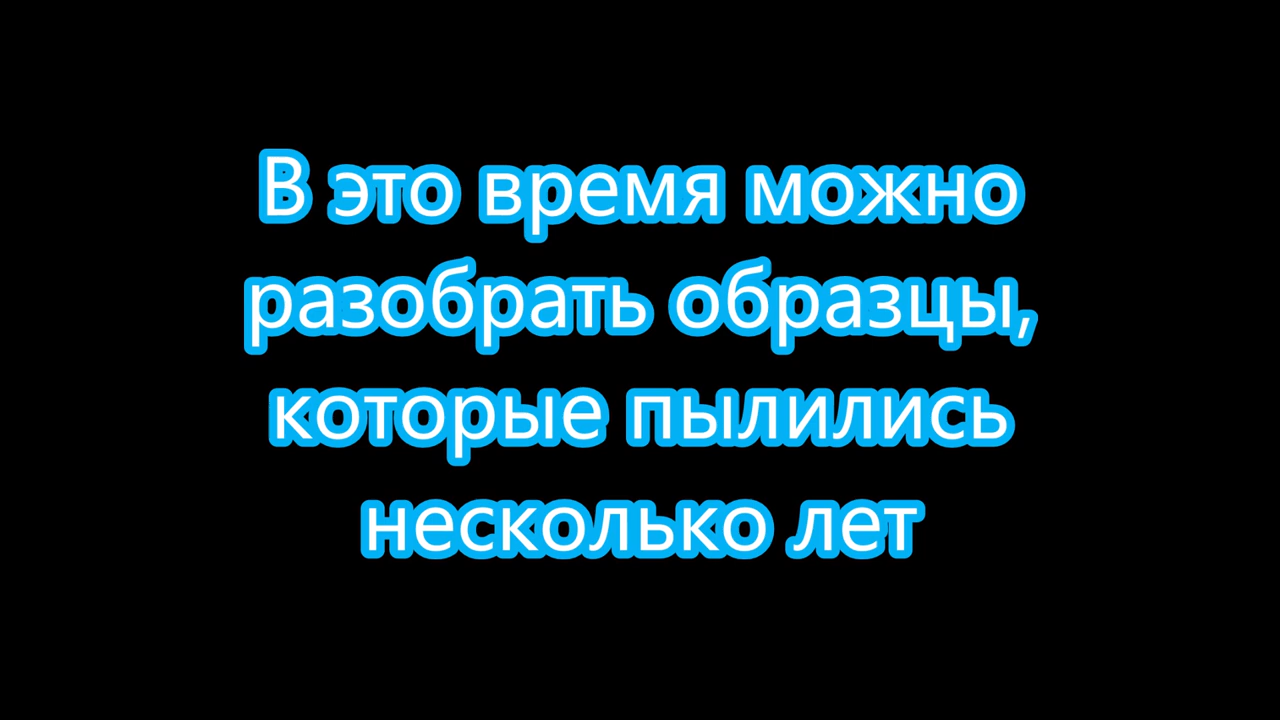 В это время можно
разобрать образцы,
которые пылились
несколько лет